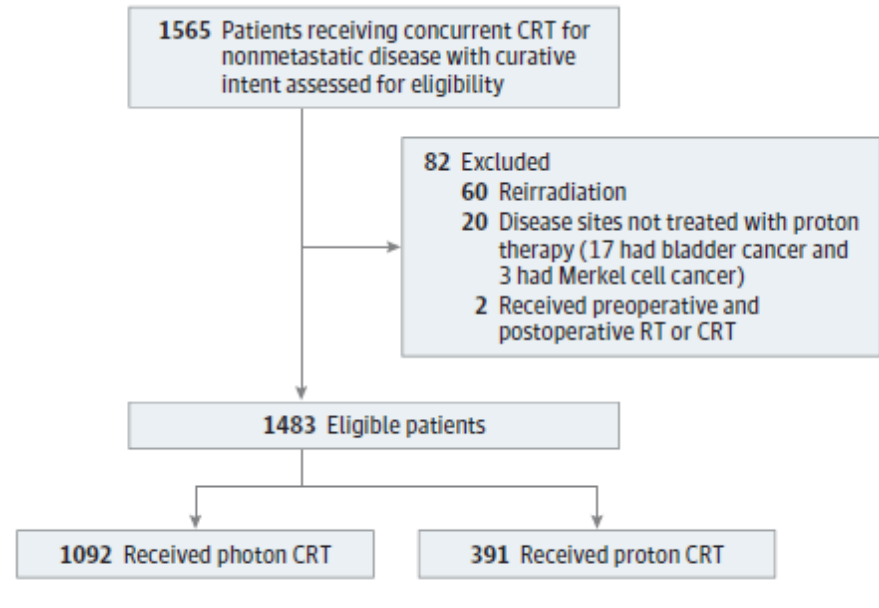 1565 Patients receiving concurrent CRT for
nonmetastatic disease with curative
intent assessed for eligibility
82 Excluded
60 Reirradiation
20 Disease sites not treated with proton
therapy (17 had bladder cancer and
3 had Merkel cell cancer)
2 Received preoperative and
postoperative RT or CRT
1483 Eligible patients
1092 Received photon CRT
391 Received proton CRT